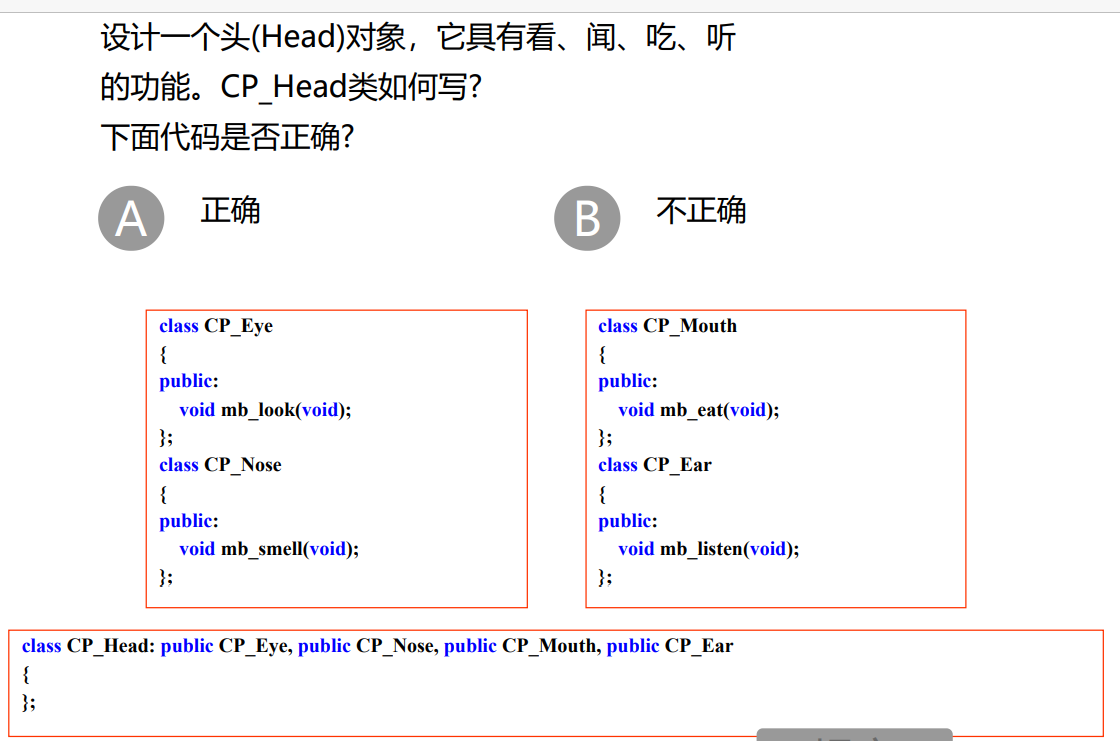 设计一个头(Head)对象，它具有看、闻、吃、听
的功能。CP_Head类如何写?
下面代码是否正确?
A 正确
B 不正确
class CP_Eye
{
public:
void mb_look(void);
};
class CP_Nose
{
public:
void mb_smell(void);
};
class CP_Mouth
{
public:
void mb_eat(void);
};
class CP_Ear
{
public:
void mb_listen(void);
};
class CP_Head: public CP_Eye, public CP_Nose, public CP_Mouth, public CP_Ear
{
};